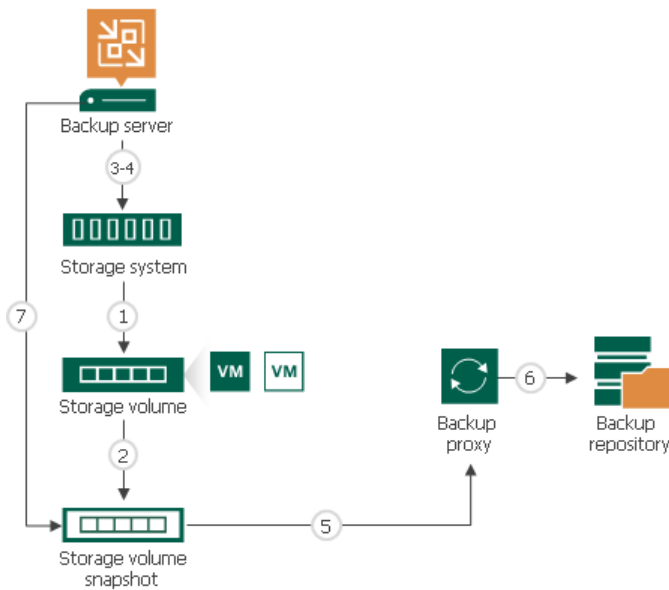 Backup server
3-4
Storage system
7
1
VM
VM
Storage volume
6
Backup
proxy
Backup
repository
2
5
Storage volume
snapshot